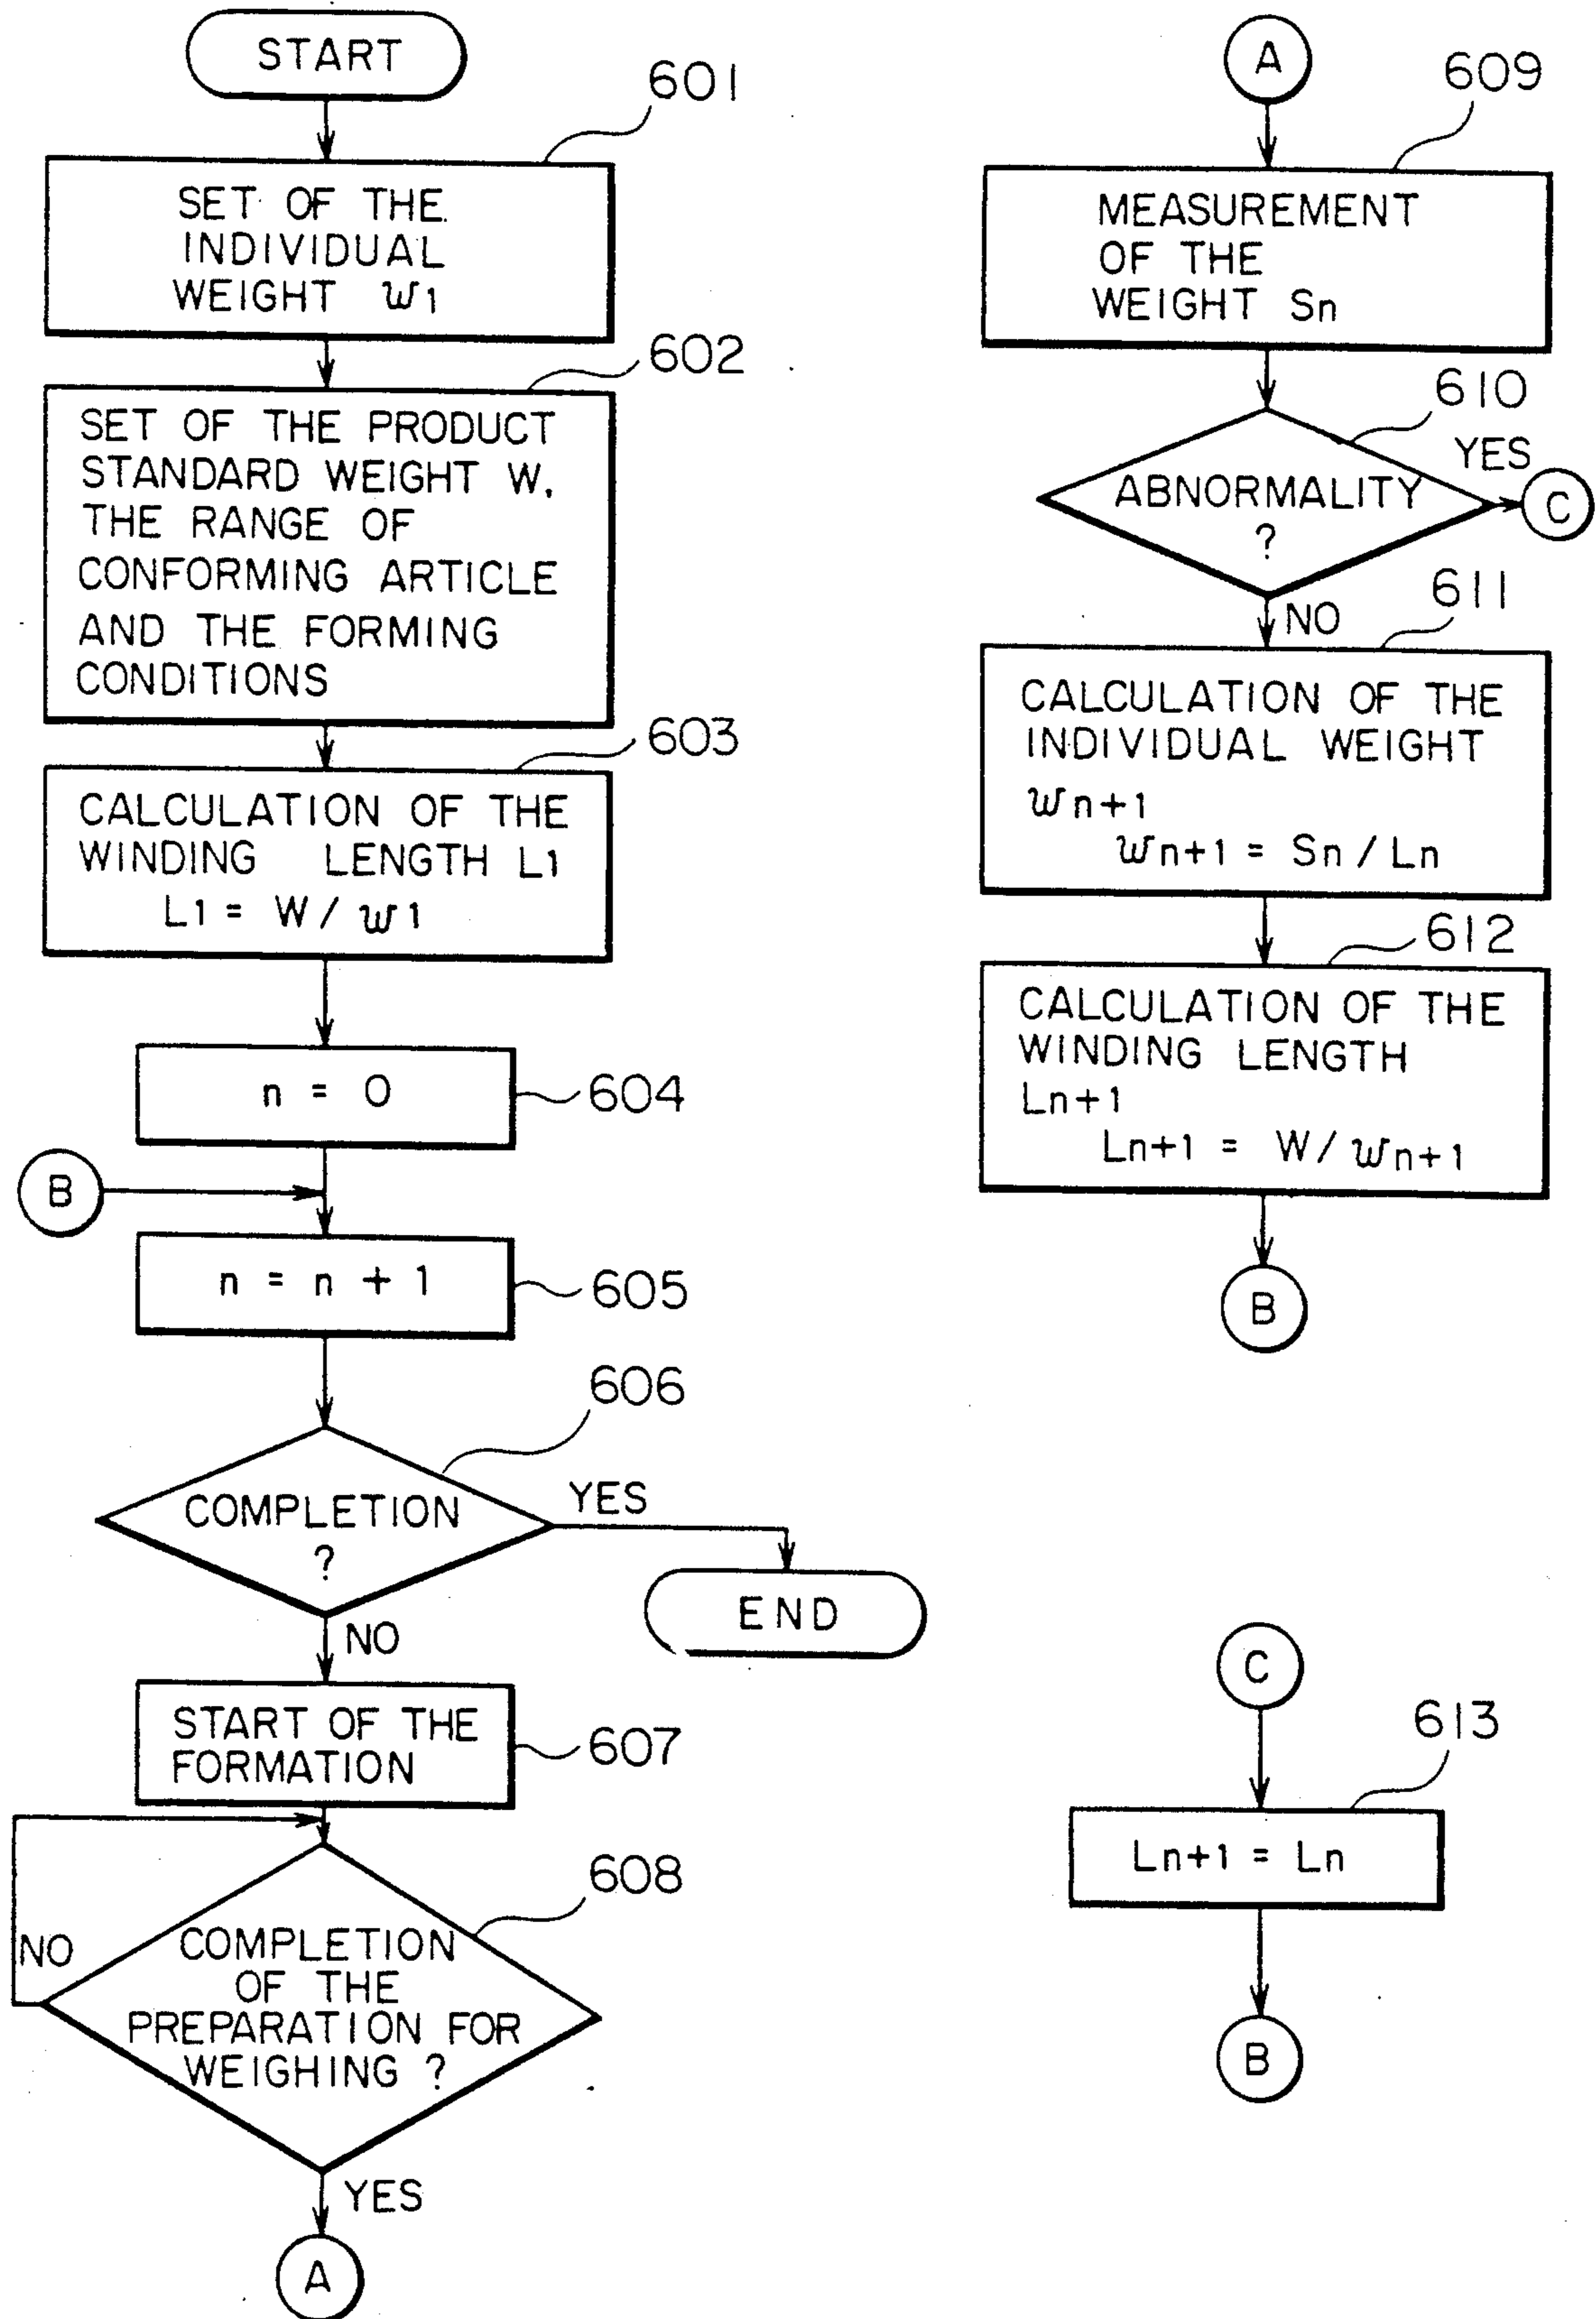 START
601
SET OF THE
INDIVIDUAL
WEIGHT w1
602
SET OF THE PRODUCT
STANDARD WEIGHT W,
THE RANGE OF
CONFORMING ARTICLE
AND THE FORMING
CONDITIONS
603
CALCULATION OF THE
WINDING LENGTH L1
L1 = W / w1
n = 0
604
B
n = n + 1
605
606
COMPLETION
?
YES
END
NO
START OF THE
FORMATION
607
608
NO
COMPLETION
OF THE
PREPARATION FOR
WEIGHING ?
YES
A
A
609
MEASUREMENT
OF THE
WEIGHT Sn
610
ABNORMALITY
?
YES
C
NO
611
CALCULATION OF THE
INDIVIDUAL WEIGHT
wn+1
wn+1 = Sn / Ln
612
CALCULATION OF THE
WINDING LENGTH
Ln+1
Ln+1 = W / wn+1
B
C
613
Ln+1 = Ln
B